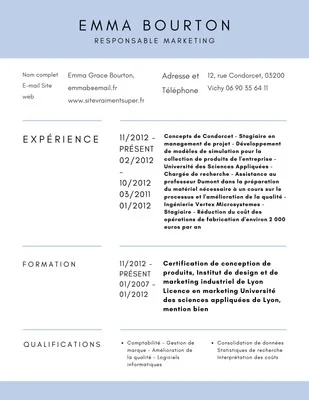 EMMA BOURTON
RESPONSABLE MARKETING
Nom complet
E-mail Site
web
Emma Grace Bourton,
emmabeemail.fr
www.sitevraimentsuper.fr
Adresse et
Téléphone
12, rue Condorcet, 03200
Vichy 06 90 35 64 11
EXPÉRIENCE
11/2012 -
PRÉSENT
02/2012
-
10/2012
03/2011
-
01/2012
Concepts de Condorcet - Stagiaire en
management de projet - Développement
de modèles de simulation pour la
collection de produits de l'entreprise -
Université des Sciences Appliquées -
Chargée de recherche - Assistance au
professeur Dumont dans la préparation
du matériel nécessaire à un cours sur le
processus et l'amélioration de la qualité -
Ingénierie Vertex Microsystemes -
Stagiaire - Réduction du coût des
opérations de fabrication d'environ 2 000
euros par an
FORMATION
11/2012 -
PRÉSENT
01/2007 -
01/2012
Certification de conception de
produits, Institut de design et de
marketing industriel de Lyon
Licence en marketing Université
des sciences appliquées de Lyon,
mention bien
QUALIFICATIONS
• Comptabilité - Gestion de
marque - Amélioration de
la qualité - Logiciels
informatiques
• Consolidation de données
Statistiques de recherche
Interprétation des coûts